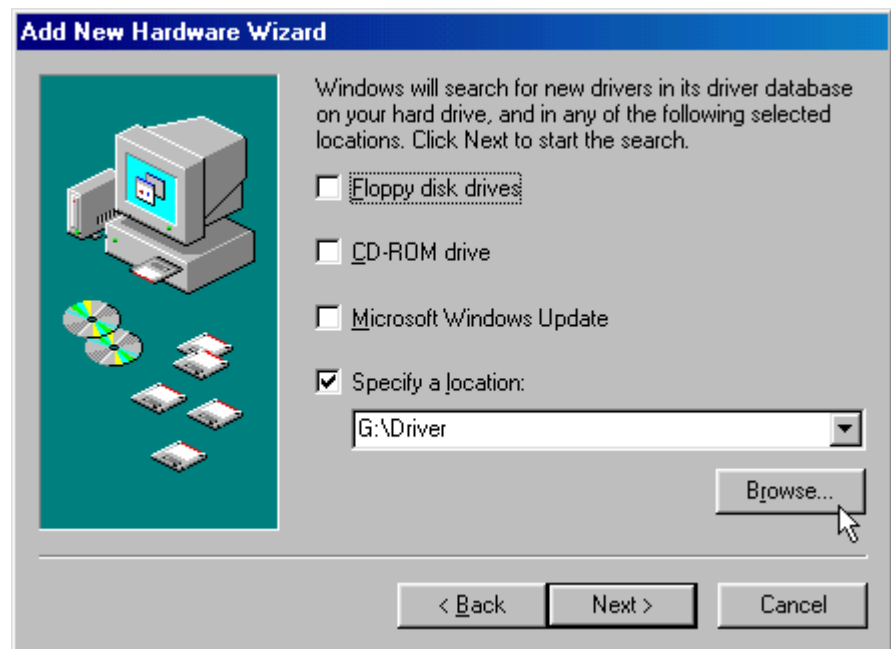 Add New Hardware Wizard
Windows will search for new drivers in its driver database
on your hard drive, and in any of the following selected
locations. Click Next to start the search.
Floppy disk drives
CD-ROM drive
Microsoft Windows Update
Specify a location:
G:\Driver
Browse...
< Back
Next >
Cancel